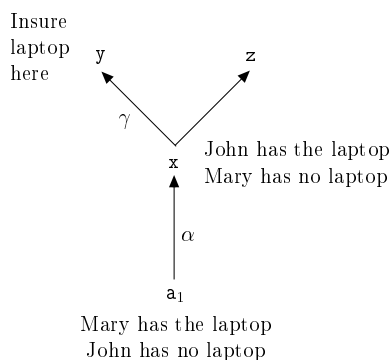 Insure
laptop
here
y
z
γ
x
John has the laptop
Mary has no laptop
α
a₁
Mary has the laptop
John has no laptop